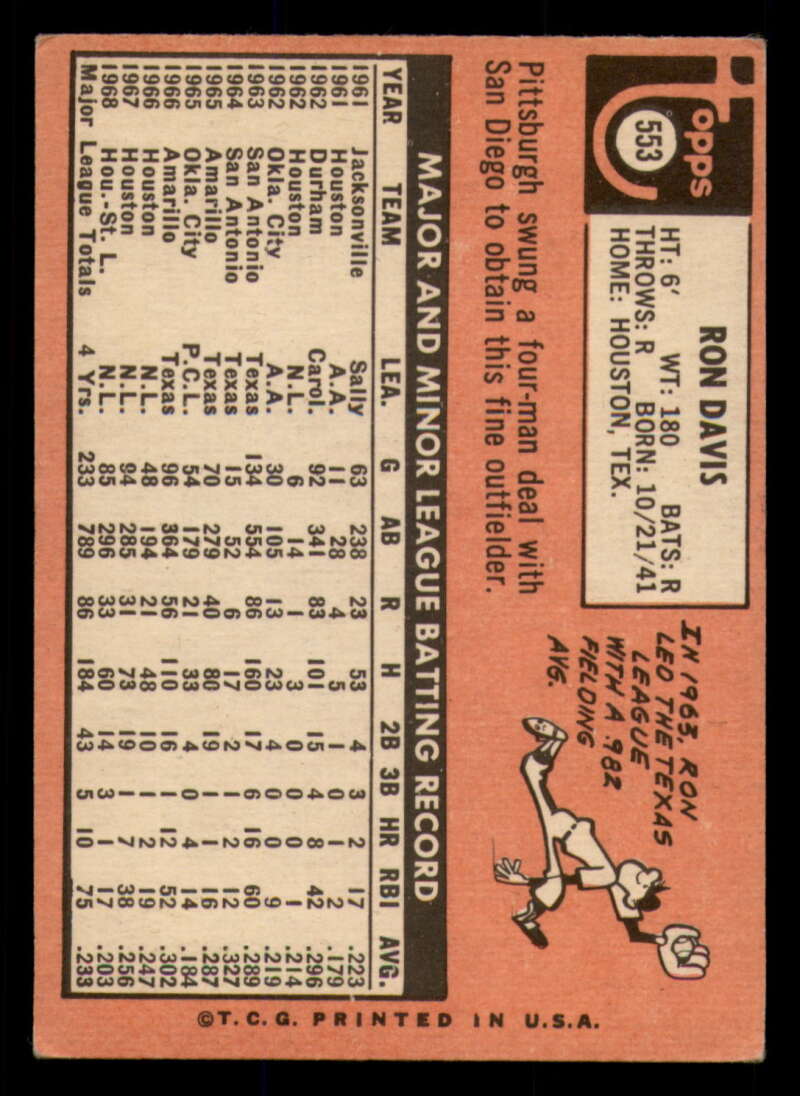 Topps
553
RON DAVIS
HT: 6' WT: 180 BATS: R
THROWS: R BORN: 10/21/41
HOME: HOUSTON, TEX.
Pittsburgh swung a four-man deal with
San Diego to obtain this fine outfielder.
IN 1963, RON
LED THE TEXAS
LEAGUE
WITH A .982
FIELDING
AVG.
MAJOR AND MINOR LEAGUE BATTING RECORD
YEAR TEAM LEA. G AB R H 2B 3B HR RBI AVG.
1961 Jacksonville Sally 63 238 23 53 4 3 2 17 .223
1961 Houston A.A. 11 28 4 5 1 0 0 2 .179
1962 Durham Carol. 92 341 83 101 15 4 8 42 .296
1962 Houston N.L. 6 14 1 3 0 0 0 1 .214
1962 Okla. City A.A. 30 105 13 23 4 0 0 9 .219
1963 San Antonio Texas 134 554 86 160 17 6 16 60 .289
1964 San Antonio Texas 15 52 6 17 2 1 2 12 .327
1965 Amarillo Texas 70 279 40 80 19 1 1 16 .287
1965 Okla. City P.C.L. 54 179 21 33 4 0 4 14 .184
1966 Amarillo Texas 96 364 56 110 16 1 12 52 .302
1966 Houston N.L. 48 194 21 48 10 1 2 19 .247
1967 Houston N.L. 94 285 31 73 19 1 7 38 .256
1968 Hou.-St. L. N.L. 85 296 33 60 14 3 1 17 .203
Major League Totals 4 Yrs. 233 789 86 184 43 5 10 75 .233
©T.C.G. PRINTED IN U.S.A.